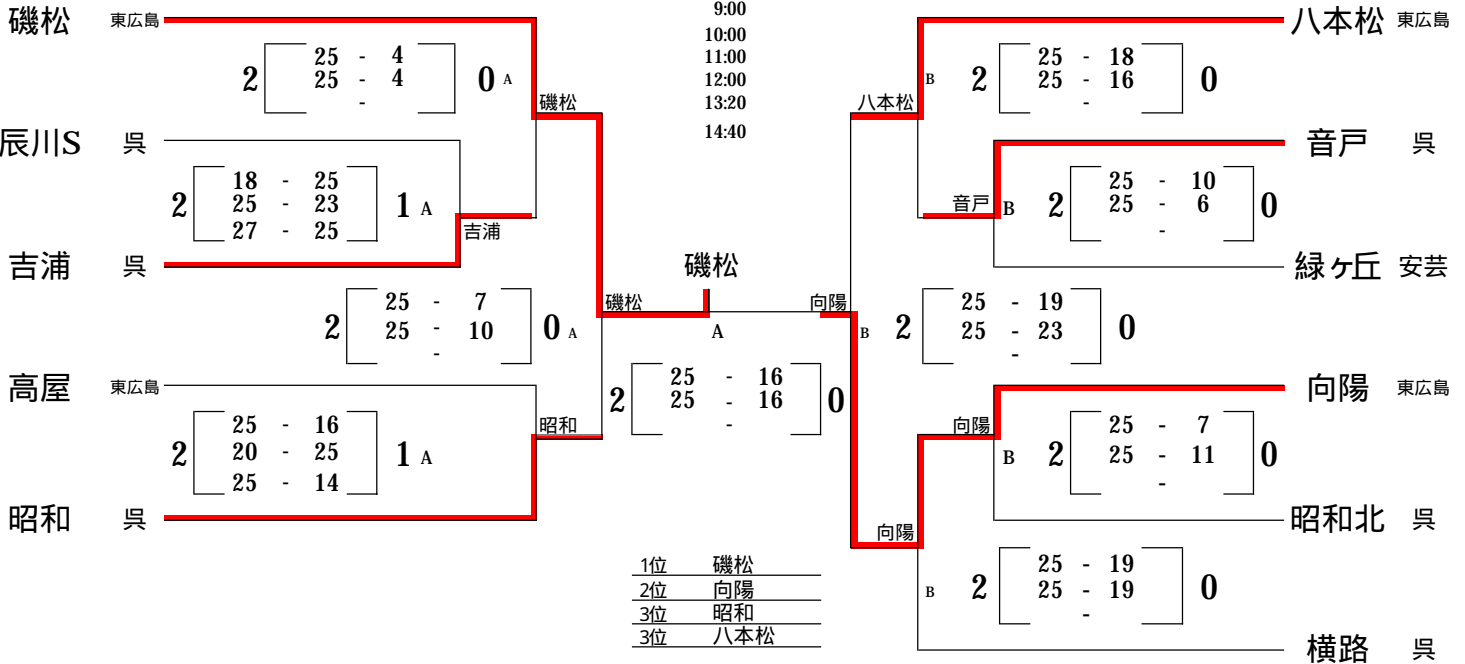 9:00
10:00
11:00
12:00
13:20
14:40
磯松 東広島
2 25 - 4 0 A
25 - 4
-
磯松
辰川S 呉
2 18 - 25 1 A
25 - 23
27 - 25
吉浦
吉浦 呉
2 25 - 7 0 A
25 - 10
-
磯松
高屋 東広島
2 25 - 16 1 A
20 - 25
25 - 14
昭和
昭和 呉
磯松
A
2 25 - 16 0
25 - 16
-
八本松 東広島
B 2 25 - 18 0
25 - 16
-
八本松
音戸 呉
音戸 B 2 25 - 10 0
25 - 6
-
緑ヶ丘 安芸
向陽
B 2 25 - 19 0
25 - 23
-
向陽 東広島
向陽
B 2 25 - 7 0
25 - 11
-
昭和北 呉
向陽
B 2 25 - 19 0
25 - 19
-
横路 呉
1位 磯松
2位 向陽
3位 昭和
3位 八本松